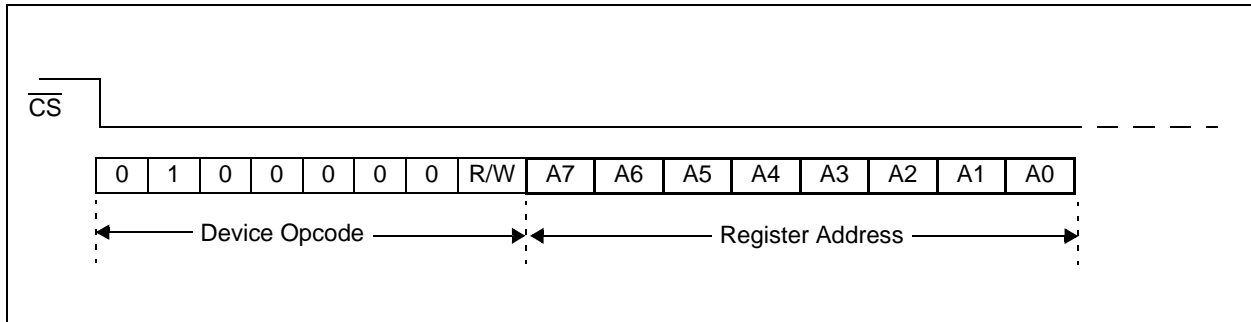 CS
0 1 0 0 0 0 0 R/W A7 A6 A5 A4 A3 A2 A1 A0
Device Opcode Register Address